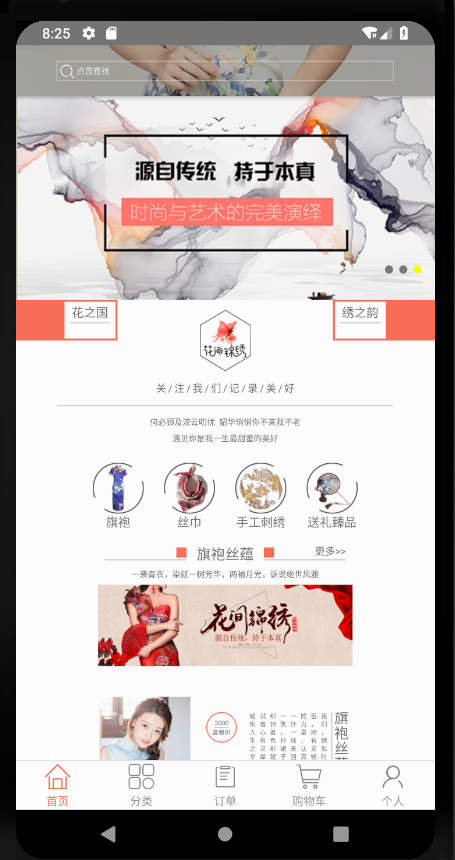 8:25
点击查找
源自传统 持于本真
时尚与艺术的完美演绎
花之国
绣之韵
花间锦绣
关/注/我/们/记/录/美/好
何必顾及流云叨扰 韶华悄悄你不来我不老
遇见你是我一生最甜蜜的美好
旗袍
丝巾
手工刺绣
送礼臻品
旗袍丝蕴
更多>>
一袭青衣，染就一树芳华，两袖月光，诉说绝世风雅
花间锦绣
源自传统，持于本真
3000
套餐价
旗袍丝
首页
分类
订单
购物车
个人